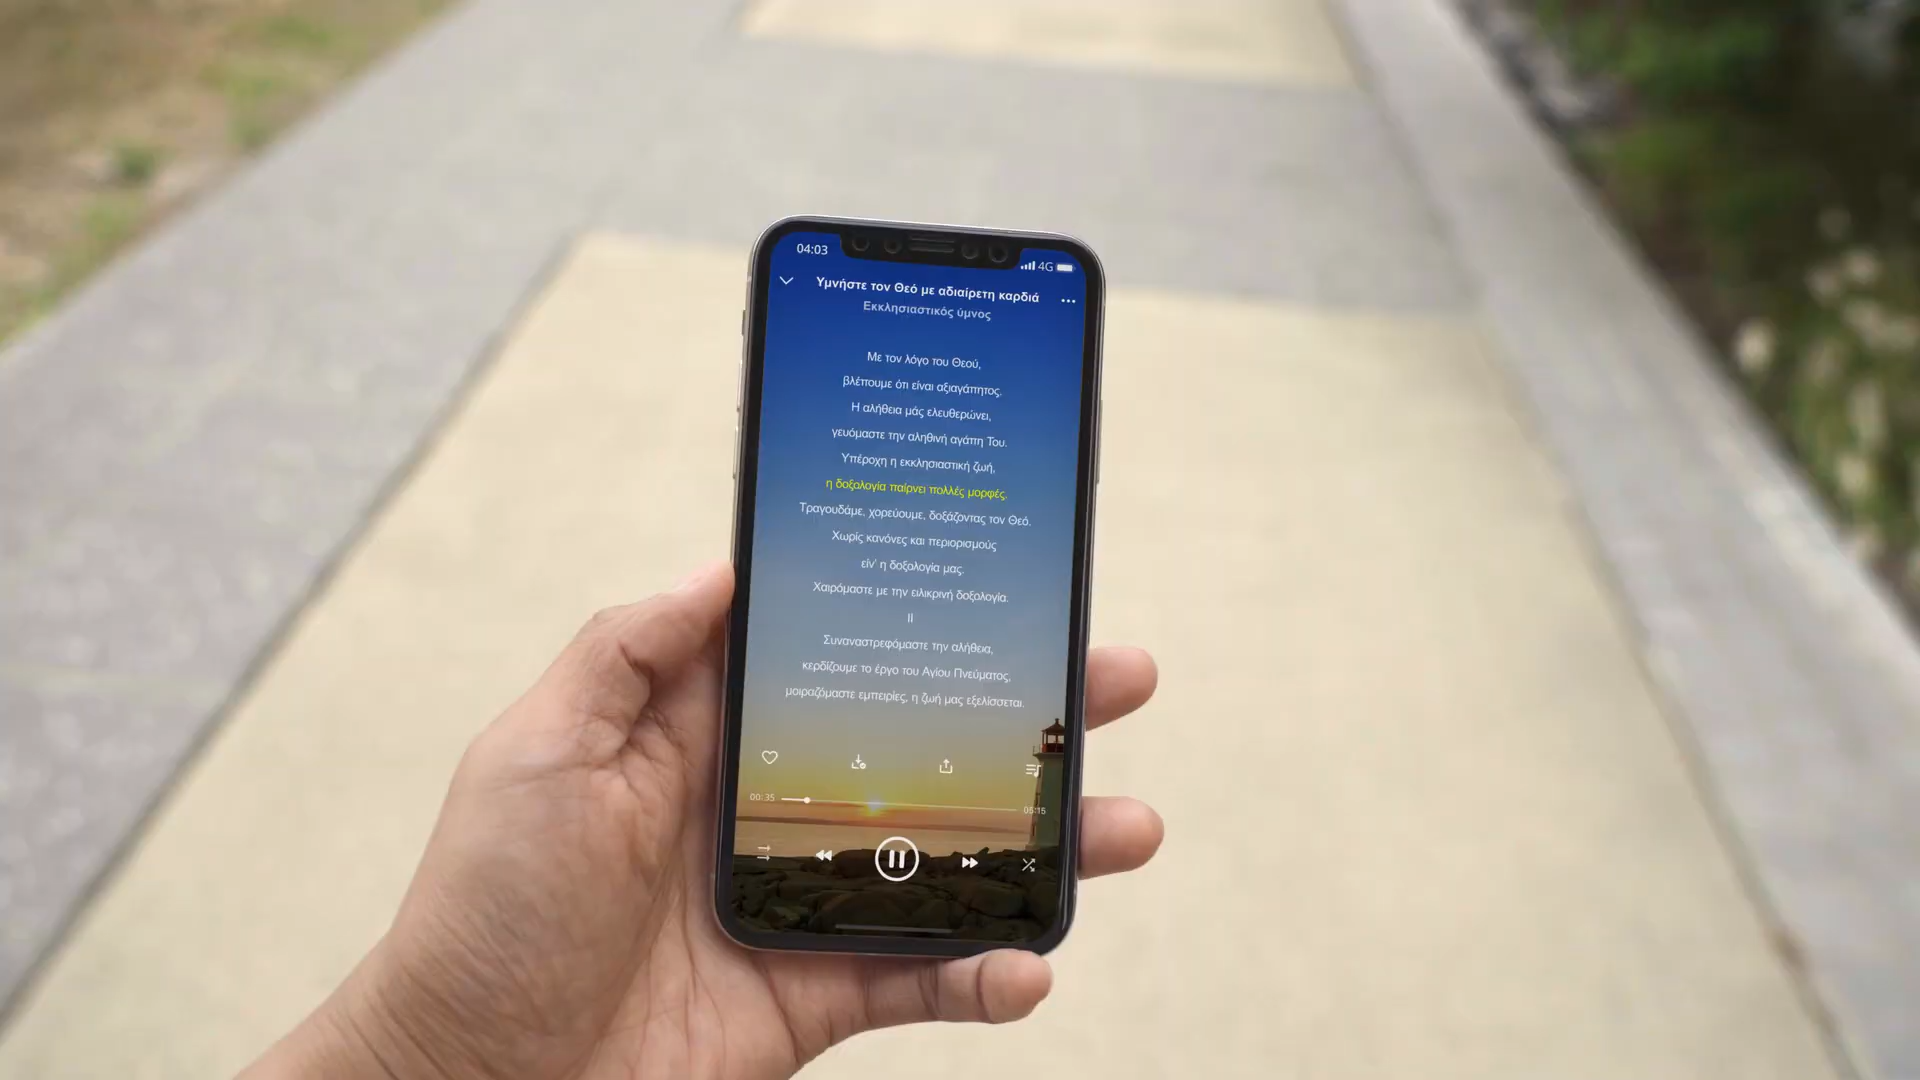 04:03
4G
Υμνήστε τον Θεό με αδιαίρετη καρδιά
Εκκλησιαστικός ύμνος
Με τον λόγο του Θεού,
βλέπουμε ότι είναι αξιαγάπητος.
Η αλήθεια μάς ελευθερώνει,
γευόμαστε την αληθινή αγάπη Του.
Υπέροχη η εκκλησιαστική ζωή,
η δοξολογία παίρνει πολλές μορφές.
Τραγουδάμε, χορεύουμε, δοξάζοντας τον Θεό.
Χωρίς κανόνες και περιορισμούς
είν' η δοξολογία μας.
Χαιρόμαστε με την ειλικρινή δοξολογία.
II
Συναναστρεφόμαστε την αλήθεια,
κερδίζουμε το έργο του Αγίου Πνεύματος,
μοιραζόμαστε εμπειρίες, η ζωή μας εξελίσσεται.
00:35
05:15